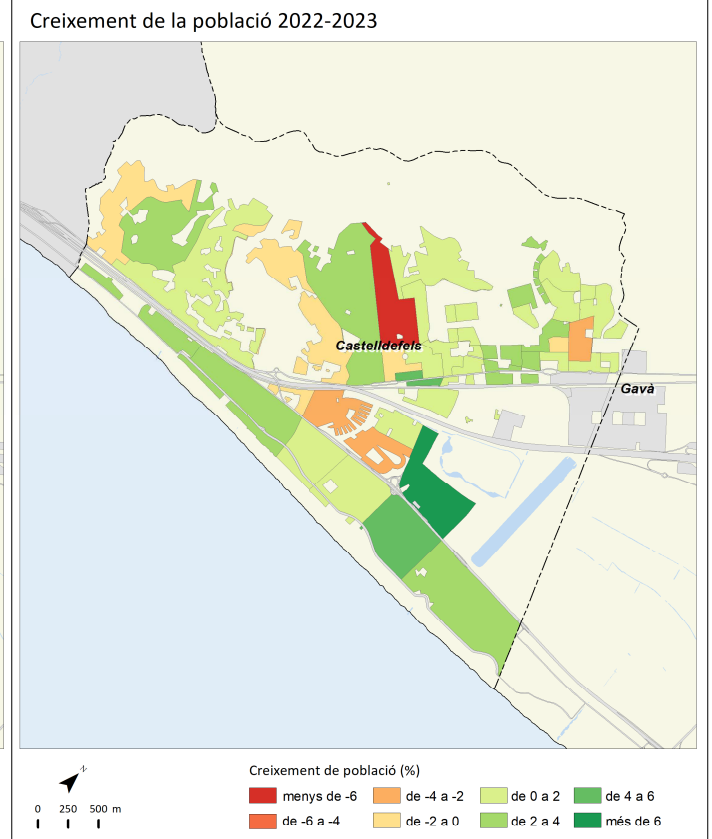 Creixement de la població 2022-2023
Castelldefels
Gavà
N
0 250 500 m
Creixement de població (%)
menys de -6
de -4 a -2
de 0 a 2
de 4 a 6
de -6 a -4
de -2 a 0
de 2 a 4
més de 6